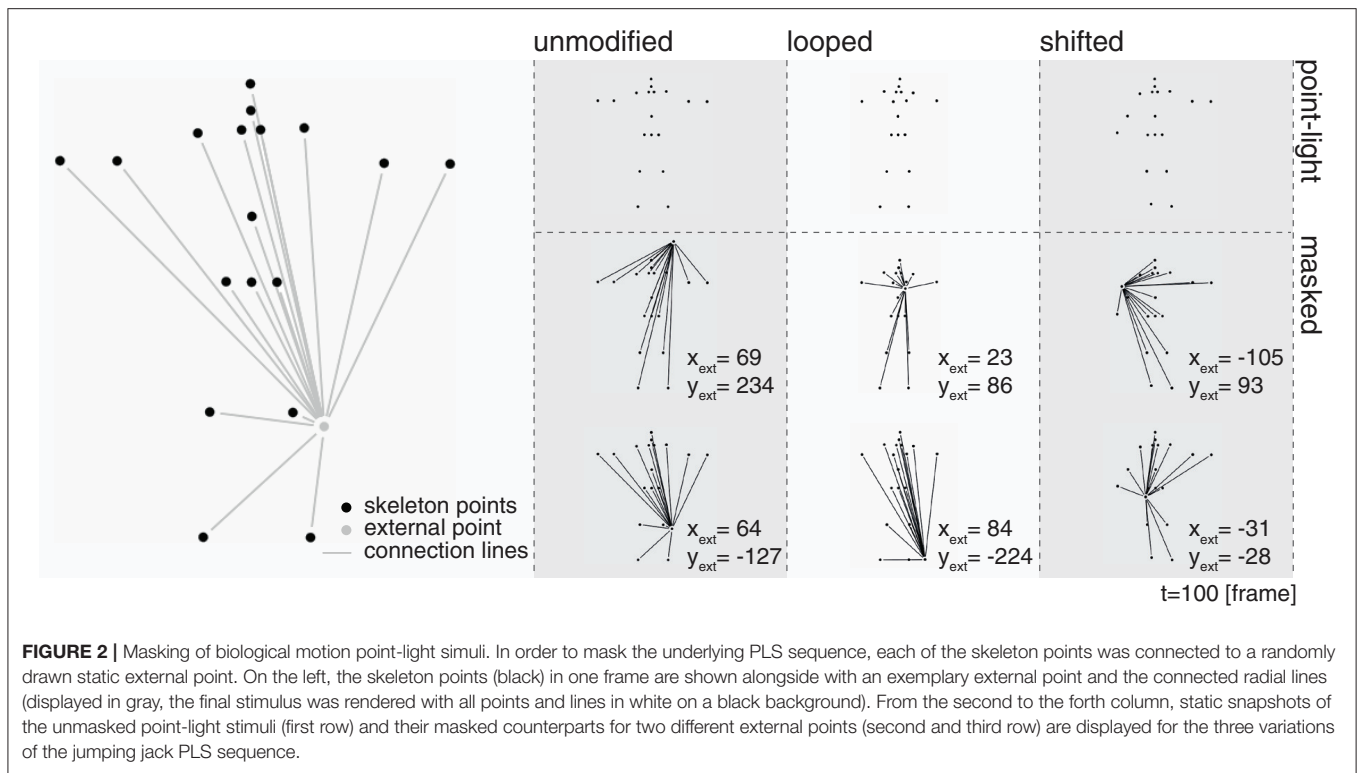 unmodified
looped
shifted
point-light
masked
x_ext= 69
y_ext= 234
x_ext= 23
y_ext= 86
x_ext= -105
y_ext= 93
x_ext= 64
y_ext= -127
x_ext= 84
y_ext= -224
x_ext= -31
y_ext= -28
skeleton points
external point
connection lines
t=100 [frame]
FIGURE 2 | Masking of biological motion point-light simuli. In order to mask the underlying PLS sequence, each of the skeleton points was connected to a randomly
drawn static external point. On the left, the skeleton points (black) in one frame are shown alongside with an exemplary external point and the connected radial lines
(displayed in gray, the final stimulus was rendered with all points and lines in white on a black background). From the second to the forth column, static snapshots of
the unmasked point-light stimuli (first row) and their masked counterparts for two different external points (second and third row) are displayed for the three variations
of the jumping jack PLS sequence.